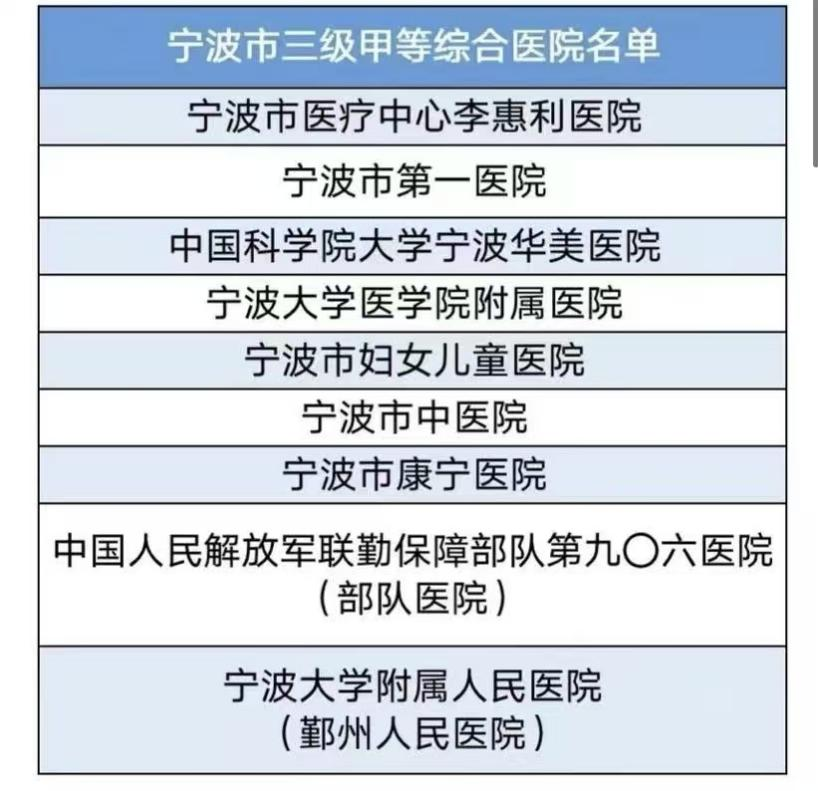 宁波市三级甲等综合医院名单
宁波市医疗中心李惠利医院
宁波市第一医院
中国科学院大学宁波华美医院
宁波大学医学院附属医院
宁波市妇女儿童医院
宁波市中医院
宁波市康宁医院
中国人民解放军联勤保障部队第九〇六医院
（部队医院）
宁波大学附属人民医院
（鄞州人民医院）